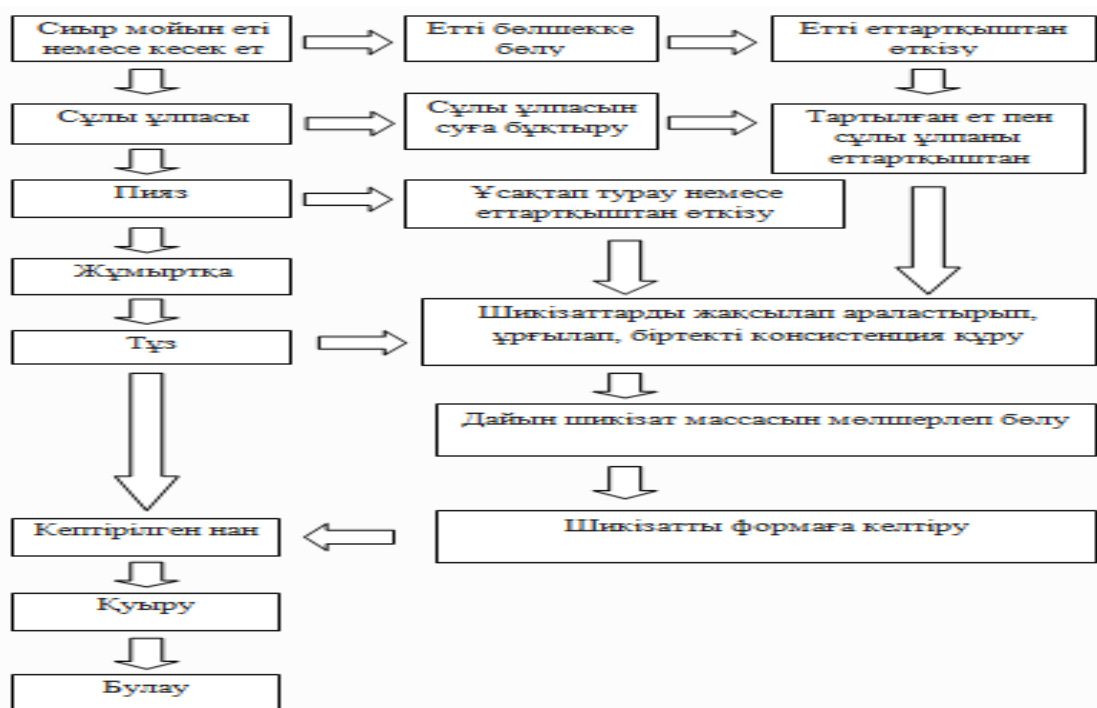 Сиыр мойын еті
немесе кесек ет
Етті бөлшекке
бөлу
Етті еттартқыштан
өткізу
Сұлы ұлпасы
Сұлы ұлпасын
суға бұқтыру
Тартылған ет пен
сұлы ұлпаны
еттартқыштан
Пияз
Ұсақтап турау немесе
еттартқыштан өткізу
Жұмыртқа
Тұз
Шикізаттарды жақсылап араластырып,
ұрғылап, біртекті консистенция құру
Дайын шикізат массасын мөлшерлеп бөлу
Кептірілген нан
Шикізатты формаға келтіру
Қуыру
Булау